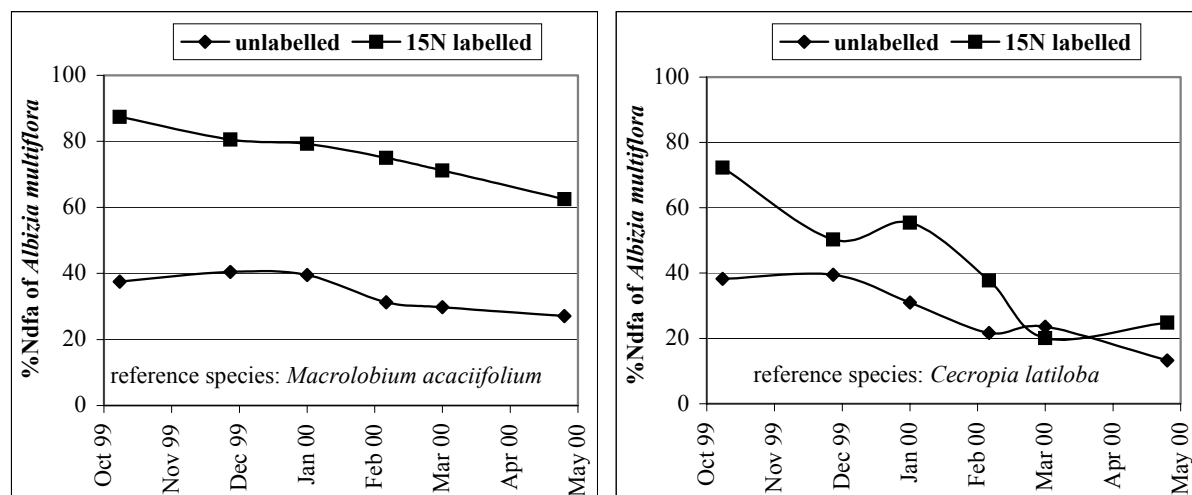 unlabelled 15N labelled
%Ndfa of Albizia multiflora
100
80
60
40
20
0
reference species: Macrolobium acaciifolium
Oct 99
Nov 99
Dec 99
Jan 00
Feb 00
Mar 00
Apr 00
May 00
unlabelled 15N labelled
%Ndfa of Albizia multiflora
100
80
60
40
20
0
reference species: Cecropia latiloba
Oct 99
Nov 99
Dec 99
Jan 00
Feb 00
Mar 00
Apr 00
May 00